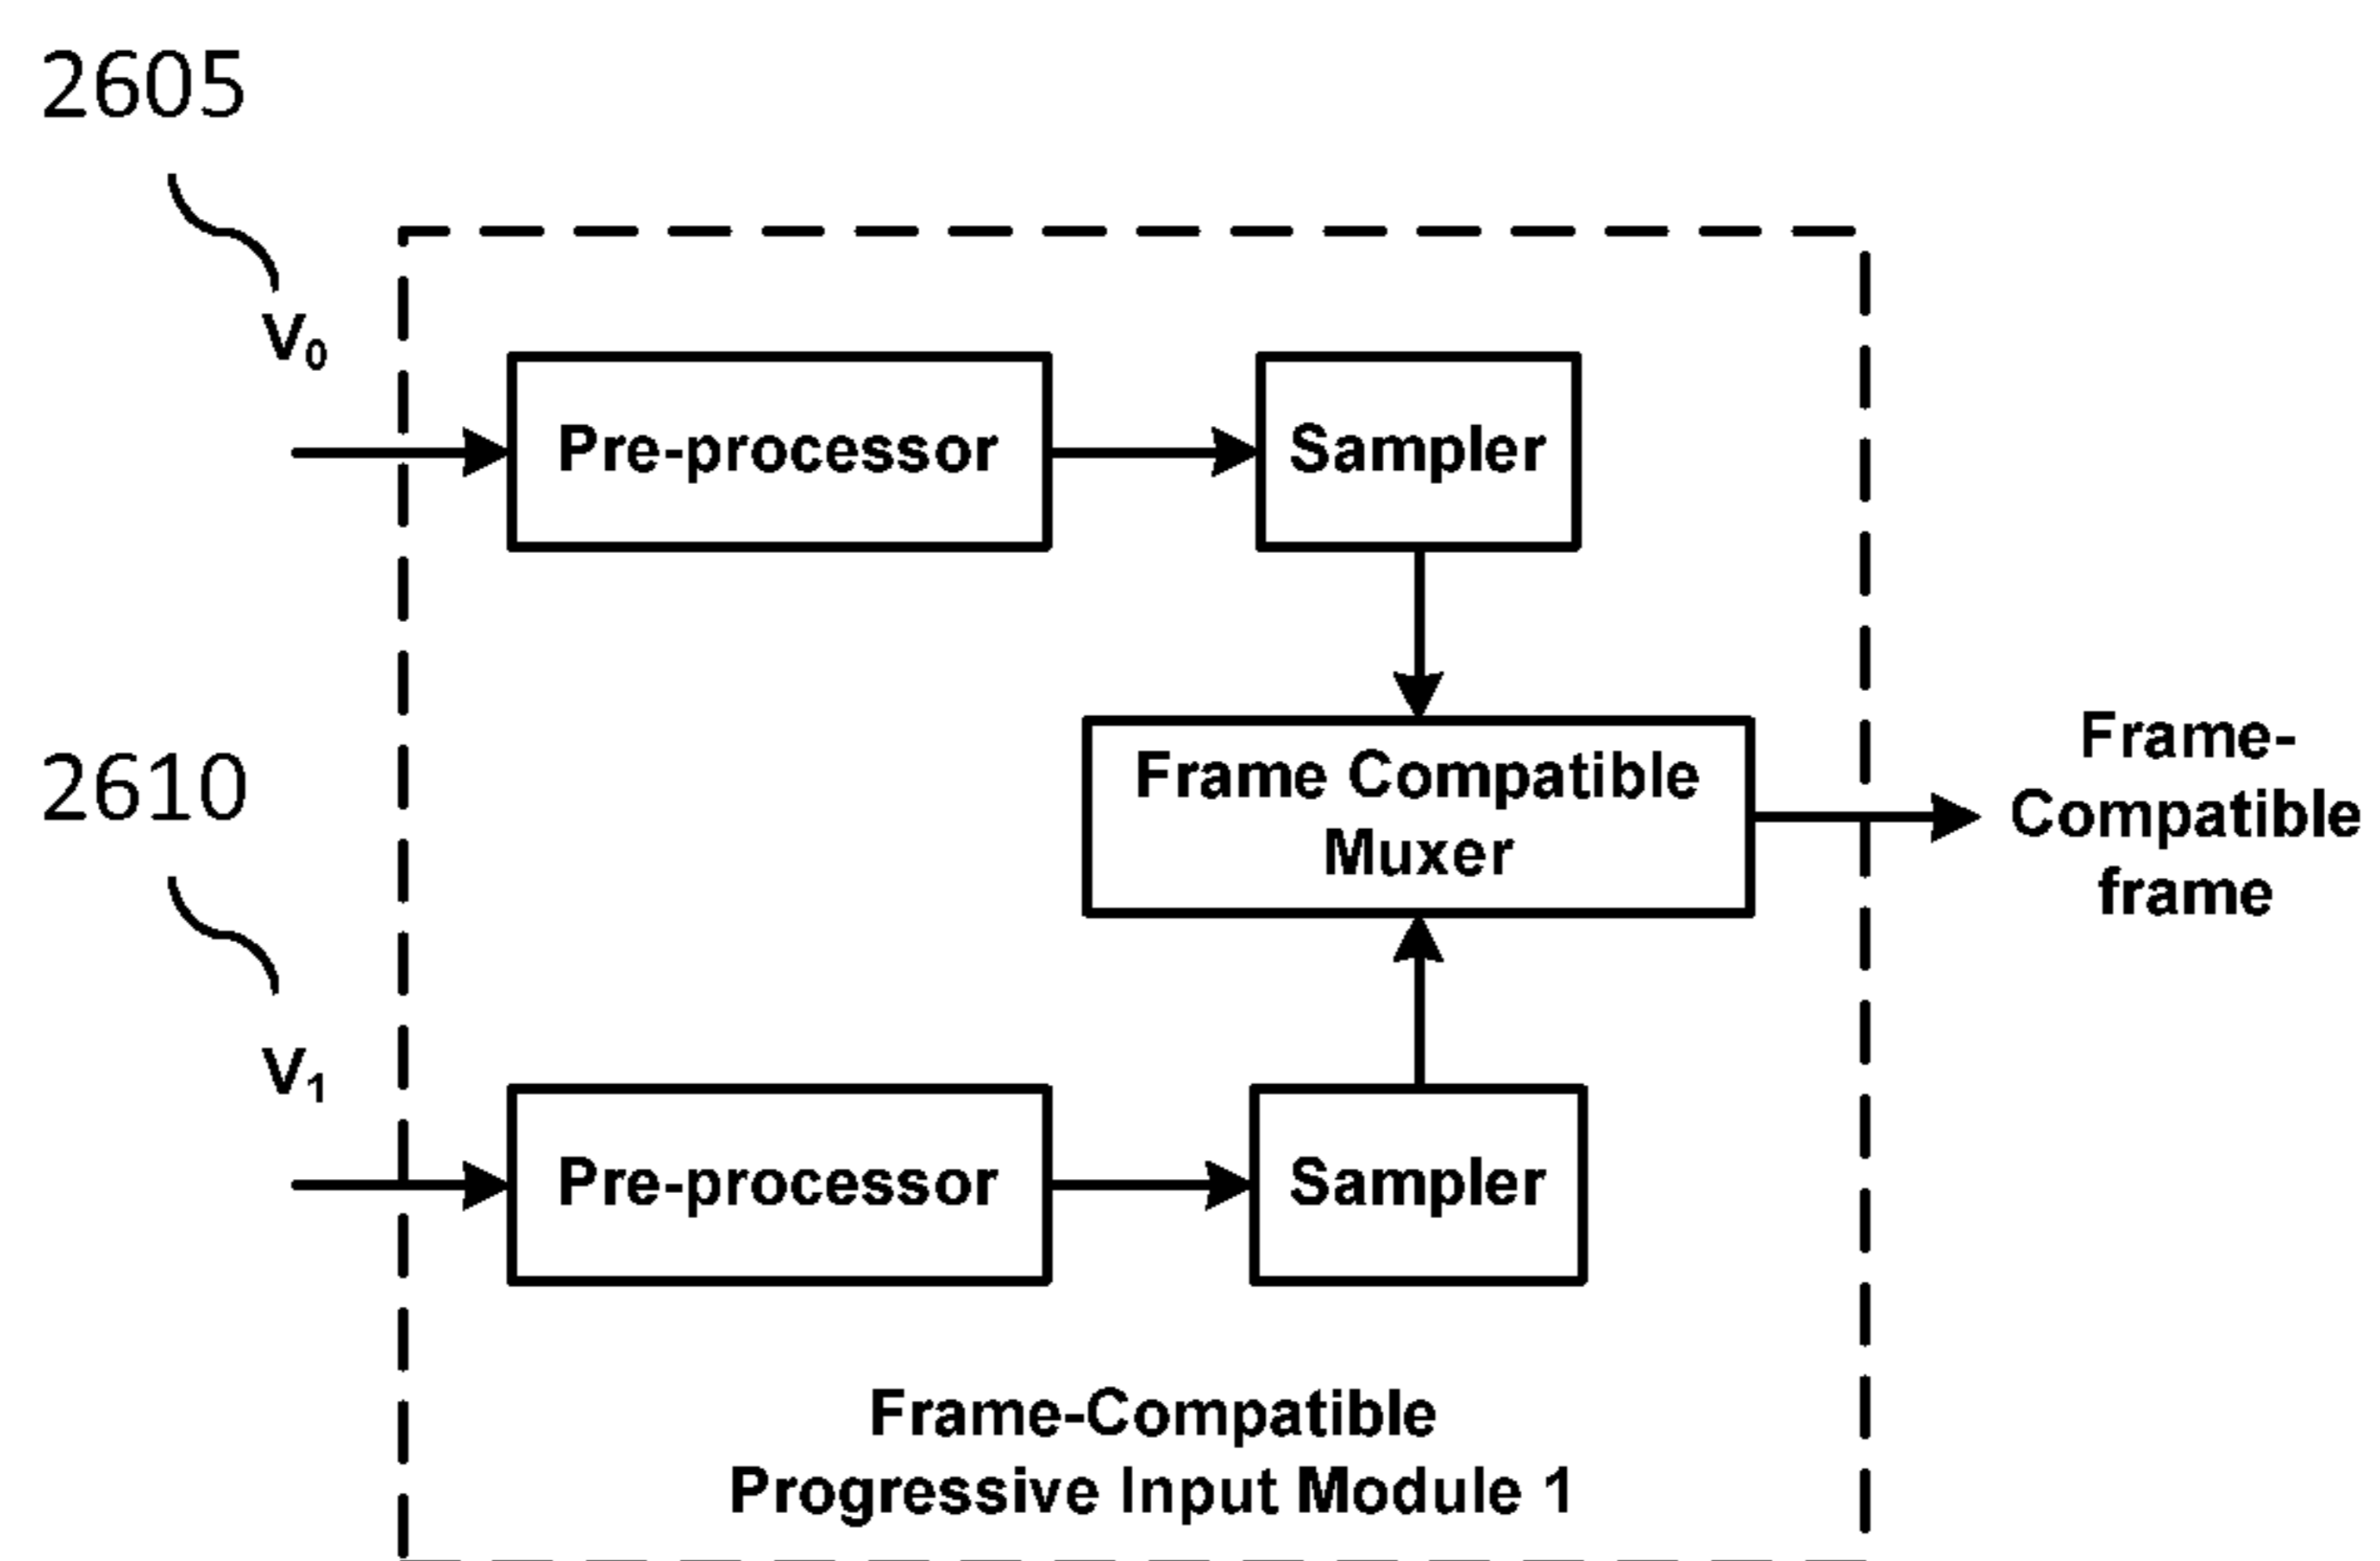 2605
V0
Pre-processor
Sampler
Frame Compatible
Muxer
Frame-
Compatible
frame
2610
V1
Pre-processor
Sampler
Frame-Compatible
Progressive Input Module 1